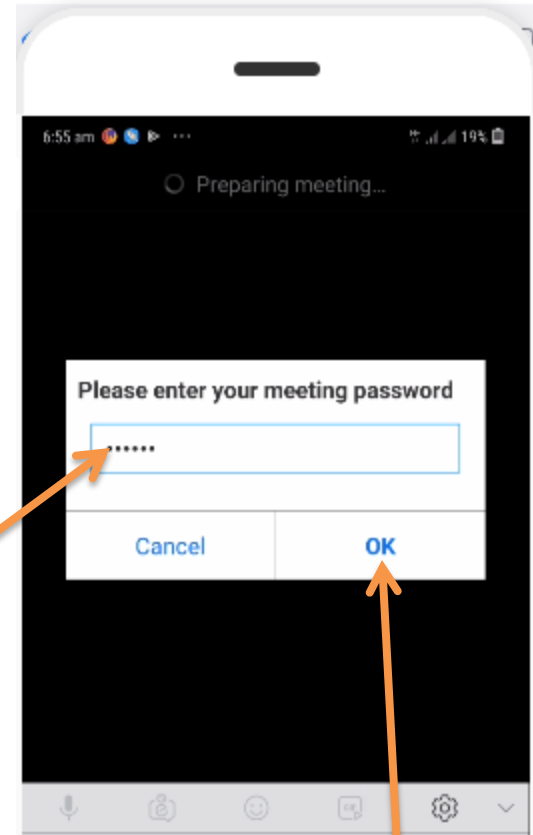 6:55 am ... 19%
Preparing meeting...
Please enter your meeting password
••••••
Cancel OK